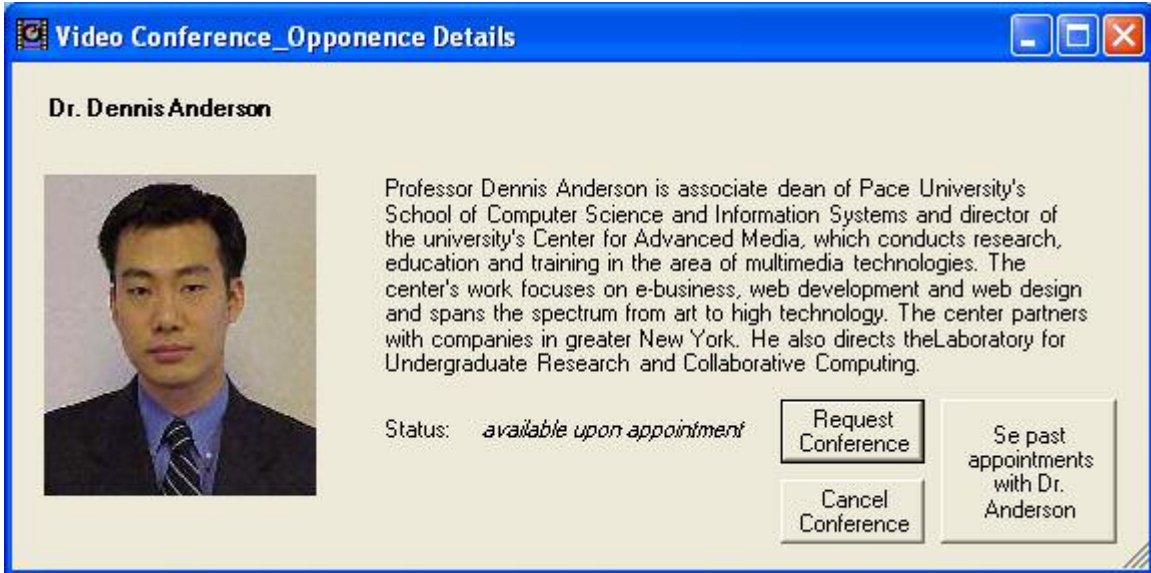 Video Conference_Opponence Details
Dr. Dennis Anderson
Professor Dennis Anderson is associate dean of Pace University's
School of Computer Science and Information Systems and director of
the university's Center for Advanced Media, which conducts research,
education and training in the area of multimedia technologies. The
center's work focuses on e-business, web development and web design
and spans the spectrum from art to high technology. The center partners
with companies in greater New York. He also directs theLaboratory for
Undergraduate Research and Collaborative Computing.
Status: available upon appointment
Request
Conference
Cancel
Conference
Se past
appointments
with Dr.
Anderson